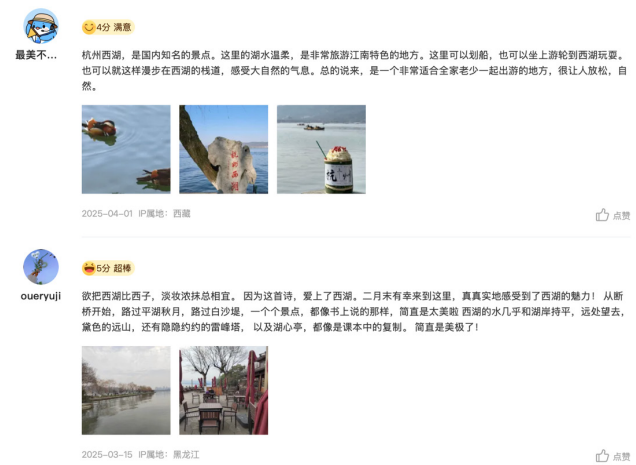 4分 满意
最美不...
杭州西湖，是国内知名的景点。这里的湖水温柔，是非常旅游江南特色的地方。这里可以划船，也可以坐上游轮到西湖玩耍。
也可以就这样漫步在西湖的栈道，感受大自然的气息。总的说来，是一个非常适合全家老少一起出游的地方，很让人放松，自
然。
杭州西湖
杭州
2025-04-01 IP属地：西藏
点赞
5分 超棒
oueryuji
欲把西湖比西子，淡妆浓抹总相宜。 因为这首诗，爱上了西湖。二月末有幸来到这里，真真实地感受到了西湖的魅力！ 从断
桥开始，路过平湖秋月，路过白沙堤，一个个景点，都像书上说的那样，简直是太美啦 西湖的水几乎和湖岸持平，远处望去，
黛色的远山，还有隐隐约约的雷峰塔， 以及湖心亭，都像是课本中的复制。 简直是美极了！
2025-03-15 IP属地：黑龙江
点赞